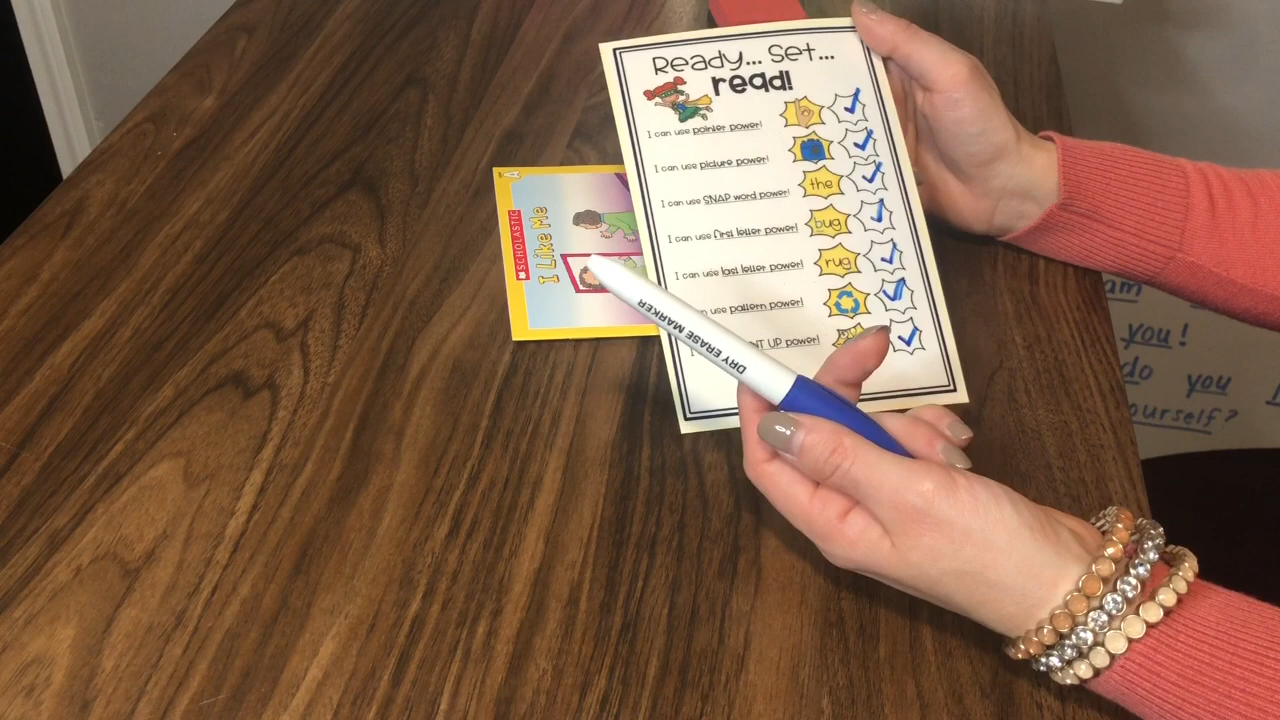 Ready... Set...
read!
I can use pointer power!
I can use picture power!
I can use SNAP word power!
the
I can use first letter power!
bug
I can use last letter power!
rug
use pattern power!
UP power!
A
SCHOLASTIC
I Like Me
DRY ERASE MARKER
am
you!
do you
ourself?